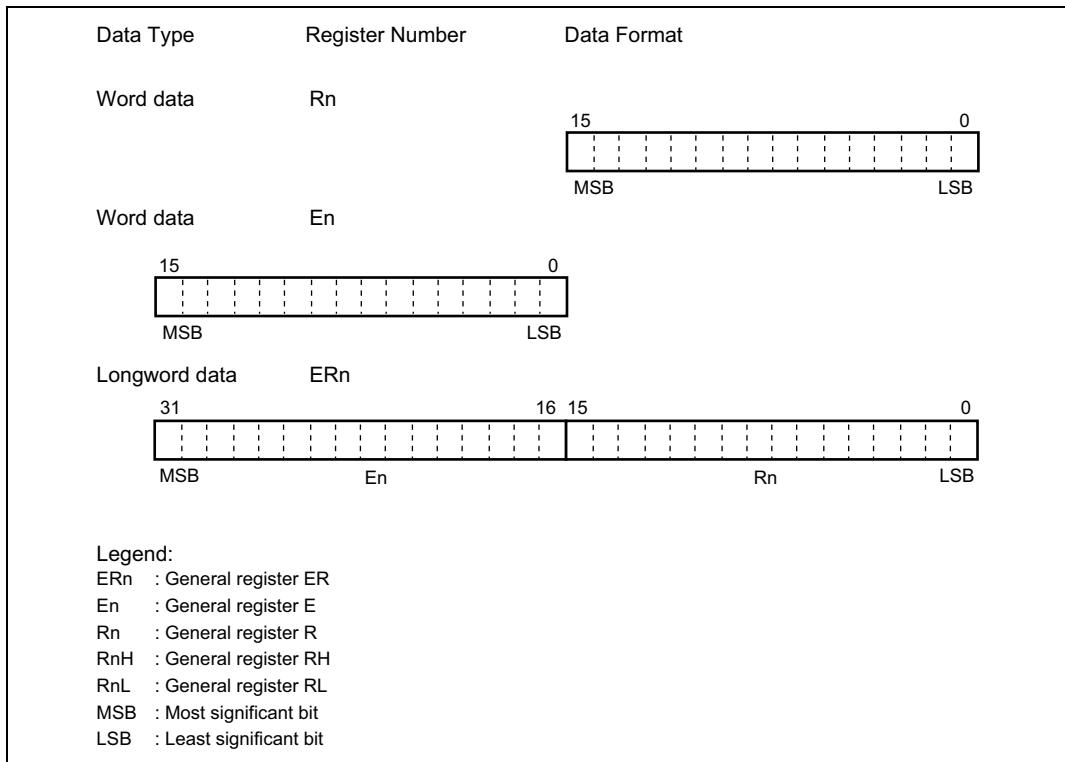 Data Type Register Number Data Format
Word data Rn
15 0
MSB LSB
Word data En
15 0
MSB LSB
Longword data ERn
31 16 15 0
MSB En Rn LSB
Legend:
ERn : General register ER
En : General register E
Rn : General register R
RnH : General register RH
RnL : General register RL
MSB : Most significant bit
LSB : Least significant bit